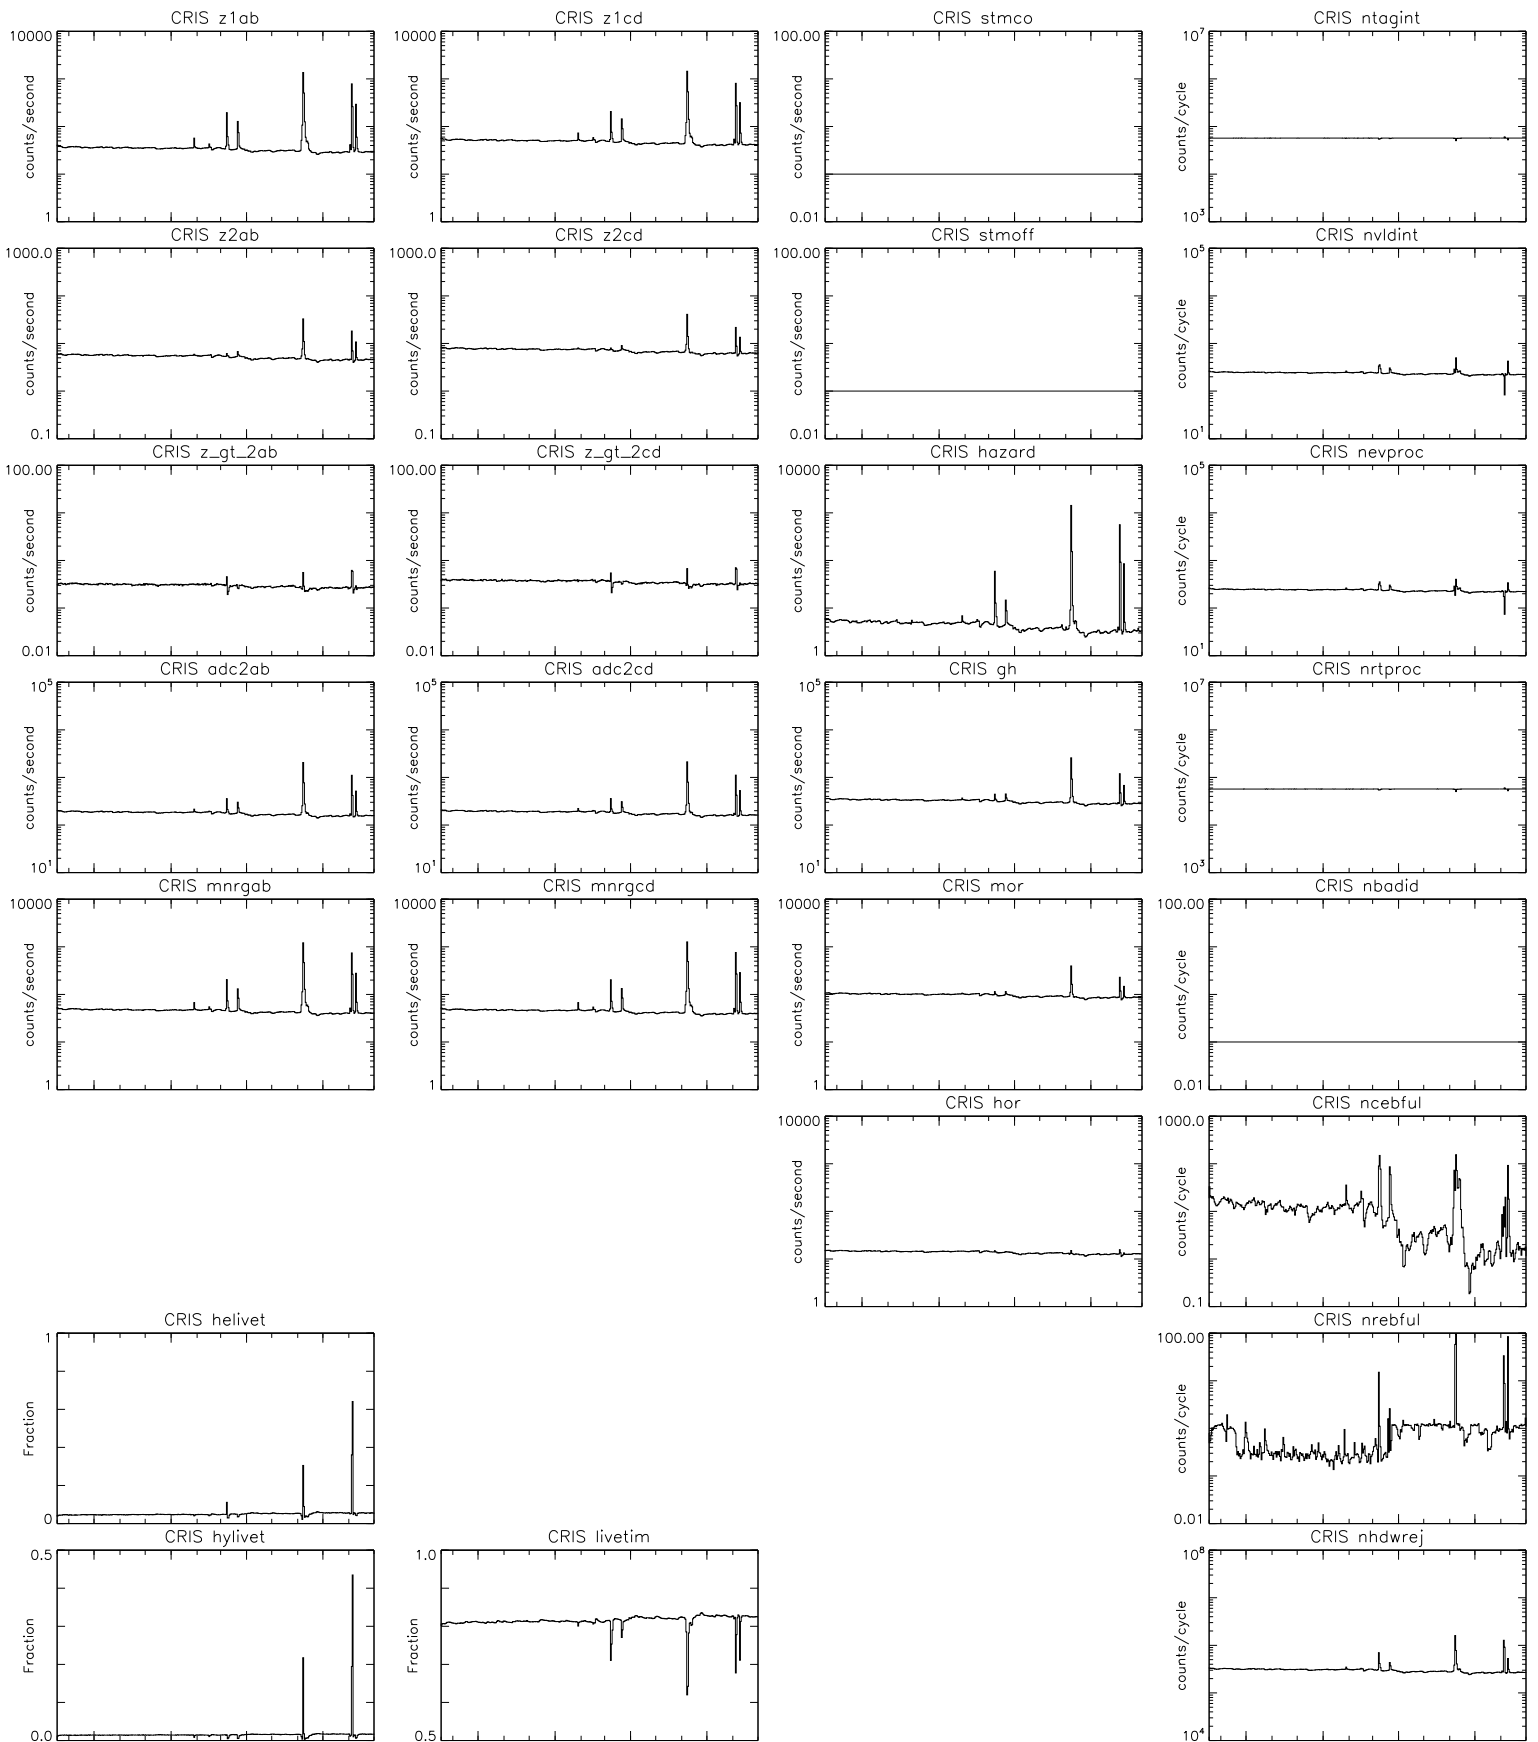 CRIS z1ab
CRIS z1cd
CRIS stmco
CRIS ntagint
10000
counts/second
1
10000
counts/second
1
100.00
counts/second
0.01
10⁷
counts/cycle
10³
CRIS z2ab
CRIS z2cd
CRIS stmoff
CRIS nvldint
1000.0
counts/second
0.1
1000.0
counts/second
0.1
100.00
counts/second
0.01
10⁵
counts/cycle
10¹
CRIS z_gt_2ab
CRIS z_gt_2cd
CRIS hazard
CRIS nevproc
100.00
counts/second
0.01
100.00
counts/second
0.01
10000
counts/second
1
10⁵
counts/cycle
10¹
CRIS adc2ab
CRIS adc2cd
CRIS gh
CRIS nrtproc
10⁵
counts/second
10¹
10⁵
counts/second
10¹
10000
counts/second
1
10⁷
counts/cycle
10³
CRIS mnrgab
CRIS mnrgcd
CRIS mor
CRIS nbadid
10000
counts/second
1
10000
counts/second
1
10000
counts/second
1
100.00
counts/cycle
0.01
CRIS hor
CRIS ncebful
10000
counts/second
1
1000.0
counts/cycle
0.1
CRIS helivet
CRIS nrebful
1
Fraction
0
100.00
counts/cycle
0.01
CRIS hylivet
CRIS livetim
CRIS nhdwrej
0.5
Fraction
0.0
1.0
Fraction
0.5
10⁸
counts/cycle
10⁴